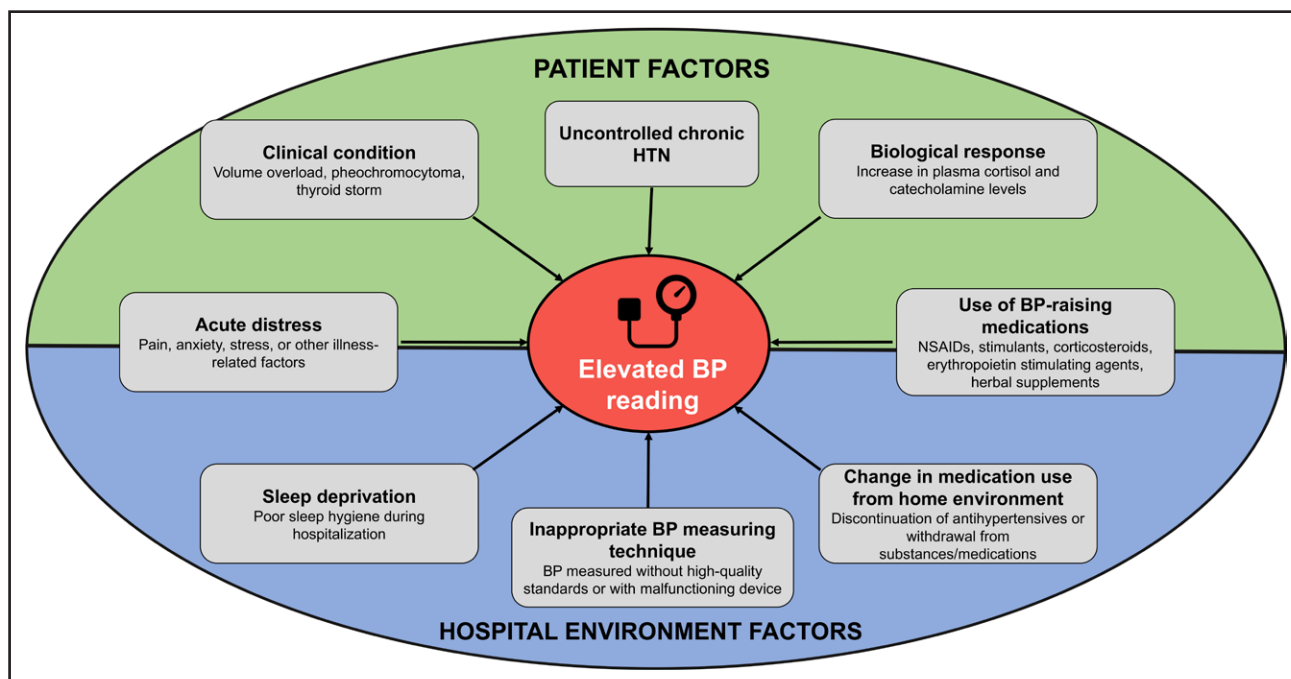 PATIENT FACTORS
Clinical condition
Volume overload, pheochromocytoma,
thyroid storm
Uncontrolled chronic
HTN
Biological response
Increase in plasma cortisol and
catecholamine levels
Acute distress
Pain, anxiety, stress, or other illness-
related factors
Elevated BP
reading
Use of BP-raising
medications
NSAIDs, stimulants, corticosteroids,
erythropoietin stimulating agents,
herbal supplements
Sleep deprivation
Poor sleep hygiene during
hospitalization
Inappropriate BP measuring
technique
BP measured without high-quality
standards or with malfunctioning device
Change in medication use
from home environment
Discontinuation of antihypertensives or
withdrawal from
substances/medications
HOSPITAL ENVIRONMENT FACTORS